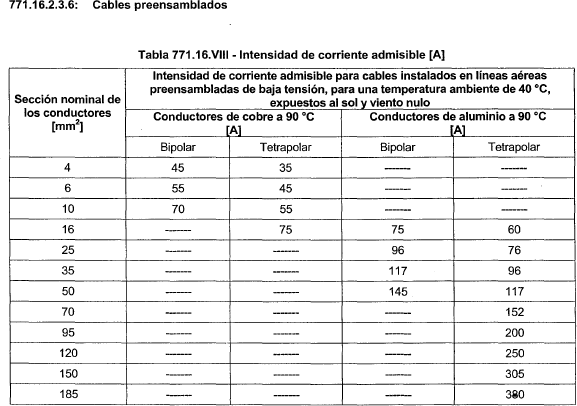 771.16.2.3.6: Cables preensamblados
Tabla 771.16.VIII - Intensidad de corriente admisible [A]
Sección nominal de los conductores [mm²]
Intensidad de corriente admisible para cables instalados en líneas aéreas
preensambladas de baja tensión, para una temperatura ambiente de 40 °C,
expuestos al sol y viento nulo
Conductores de cobre a 90 °C [A] Conductores de aluminio a 90 °C [A]
Bipolar Tetrapolar Bipolar Tetrapolar
4 45 35 ------- -------
6 55 45 ------- -------
10 70 55 ------- -------
16 ------- 75 75 60
25 ------- ------- 96 76
35 ------- ------- 117 96
50 ------- ------- 145 117
70 ------- ------- ------- 152
95 ------- ------- ------- 200
120 ------- ------- ------- 250
150 ------- ------- ------- 305
185 ------- ------- ------- 380